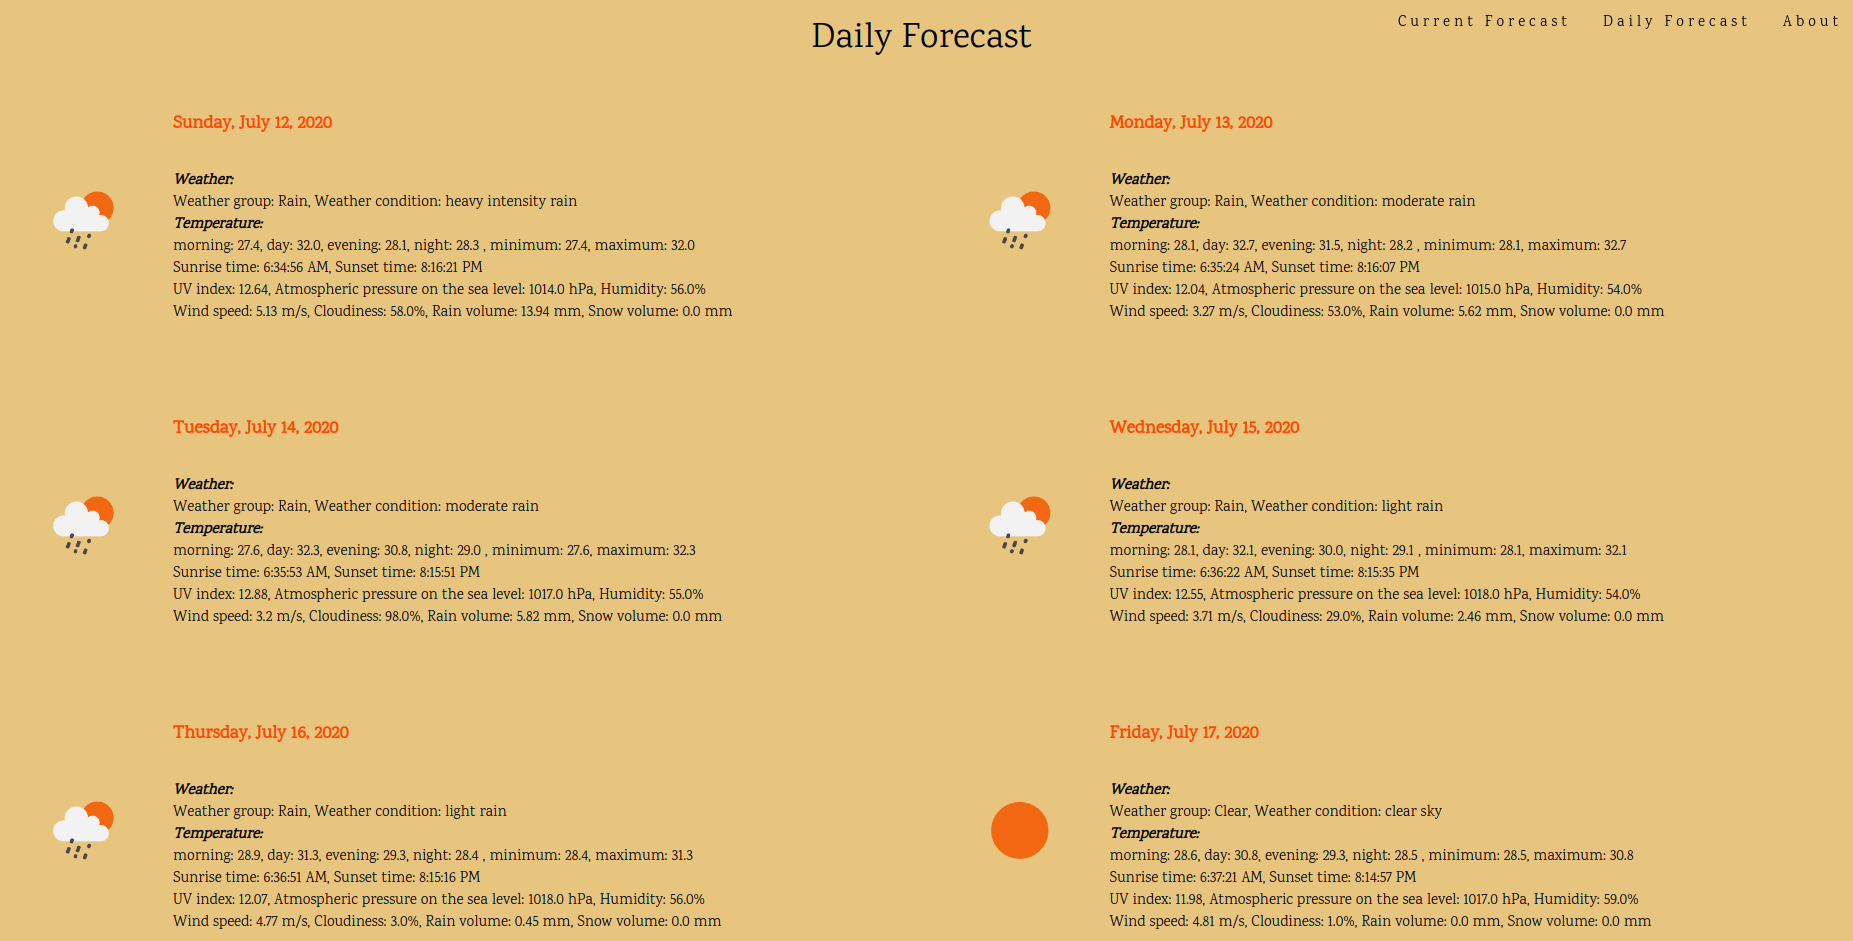 Current Forecast Daily Forecast About
Daily Forecast
Sunday, July 12, 2020
Weather:
Weather group: Rain, Weather condition: heavy intensity rain
Temperature:
morning: 27.4, day: 32.0, evening: 28.1, night: 28.3 , minimum: 27.4, maximum: 32.0
Sunrise time: 6:34:56 AM, Sunset time: 8:16:21 PM
UV index: 12.64, Atmospheric pressure on the sea level: 1014.0 hPa, Humidity: 56.0%
Wind speed: 5.13 m/s, Cloudiness: 58.0%, Rain volume: 13.94 mm, Snow volume: 0.0 mm
Monday, July 13, 2020
Weather:
Weather group: Rain, Weather condition: moderate rain
Temperature:
morning: 28.1, day: 32.7, evening: 31.5, night: 28.2 , minimum: 28.1, maximum: 32.7
Sunrise time: 6:35:24 AM, Sunset time: 8:16:07 PM
UV index: 12.04, Atmospheric pressure on the sea level: 1015.0 hPa, Humidity: 54.0%
Wind speed: 3.27 m/s, Cloudiness: 53.0%, Rain volume: 5.62 mm, Snow volume: 0.0 mm
Tuesday, July 14, 2020
Weather:
Weather group: Rain, Weather condition: moderate rain
Temperature:
morning: 27.6, day: 32.3, evening: 30.8, night: 29.0 , minimum: 27.6, maximum: 32.3
Sunrise time: 6:35:53 AM, Sunset time: 8:15:51 PM
UV index: 12.88, Atmospheric pressure on the sea level: 1017.0 hPa, Humidity: 55.0%
Wind speed: 3.2 m/s, Cloudiness: 98.0%, Rain volume: 5.82 mm, Snow volume: 0.0 mm
Wednesday, July 15, 2020
Weather:
Weather group: Rain, Weather condition: light rain
Temperature:
morning: 28.1, day: 32.1, evening: 30.0, night: 29.1 , minimum: 28.1, maximum: 32.1
Sunrise time: 6:36:22 AM, Sunset time: 8:15:35 PM
UV index: 12.55, Atmospheric pressure on the sea level: 1018.0 hPa, Humidity: 54.0%
Wind speed: 3.71 m/s, Cloudiness: 29.0%, Rain volume: 2.46 mm, Snow volume: 0.0 mm
Thursday, July 16, 2020
Weather:
Weather group: Rain, Weather condition: light rain
Temperature:
morning: 28.9, day: 31.3, evening: 29.3, night: 28.4 , minimum: 28.4, maximum: 31.3
Sunrise time: 6:36:51 AM, Sunset time: 8:15:16 PM
UV index: 12.07, Atmospheric pressure on the sea level: 1018.0 hPa, Humidity: 56.0%
Wind speed: 4.77 m/s, Cloudiness: 3.0%, Rain volume: 0.45 mm, Snow volume: 0.0 mm
Friday, July 17, 2020
Weather:
Weather group: Clear, Weather condition: clear sky
Temperature:
morning: 28.6, day: 30.8, evening: 29.3, night: 28.5 , minimum: 28.5, maximum: 30.8
Sunrise time: 6:37:21 AM, Sunset time: 8:14:57 PM
UV index: 11.98, Atmospheric pressure on the sea level: 1017.0 hPa, Humidity: 59.0%
Wind speed: 4.81 m/s, Cloudiness: 1.0%, Rain volume: 0.0 mm, Snow volume: 0.0 mm